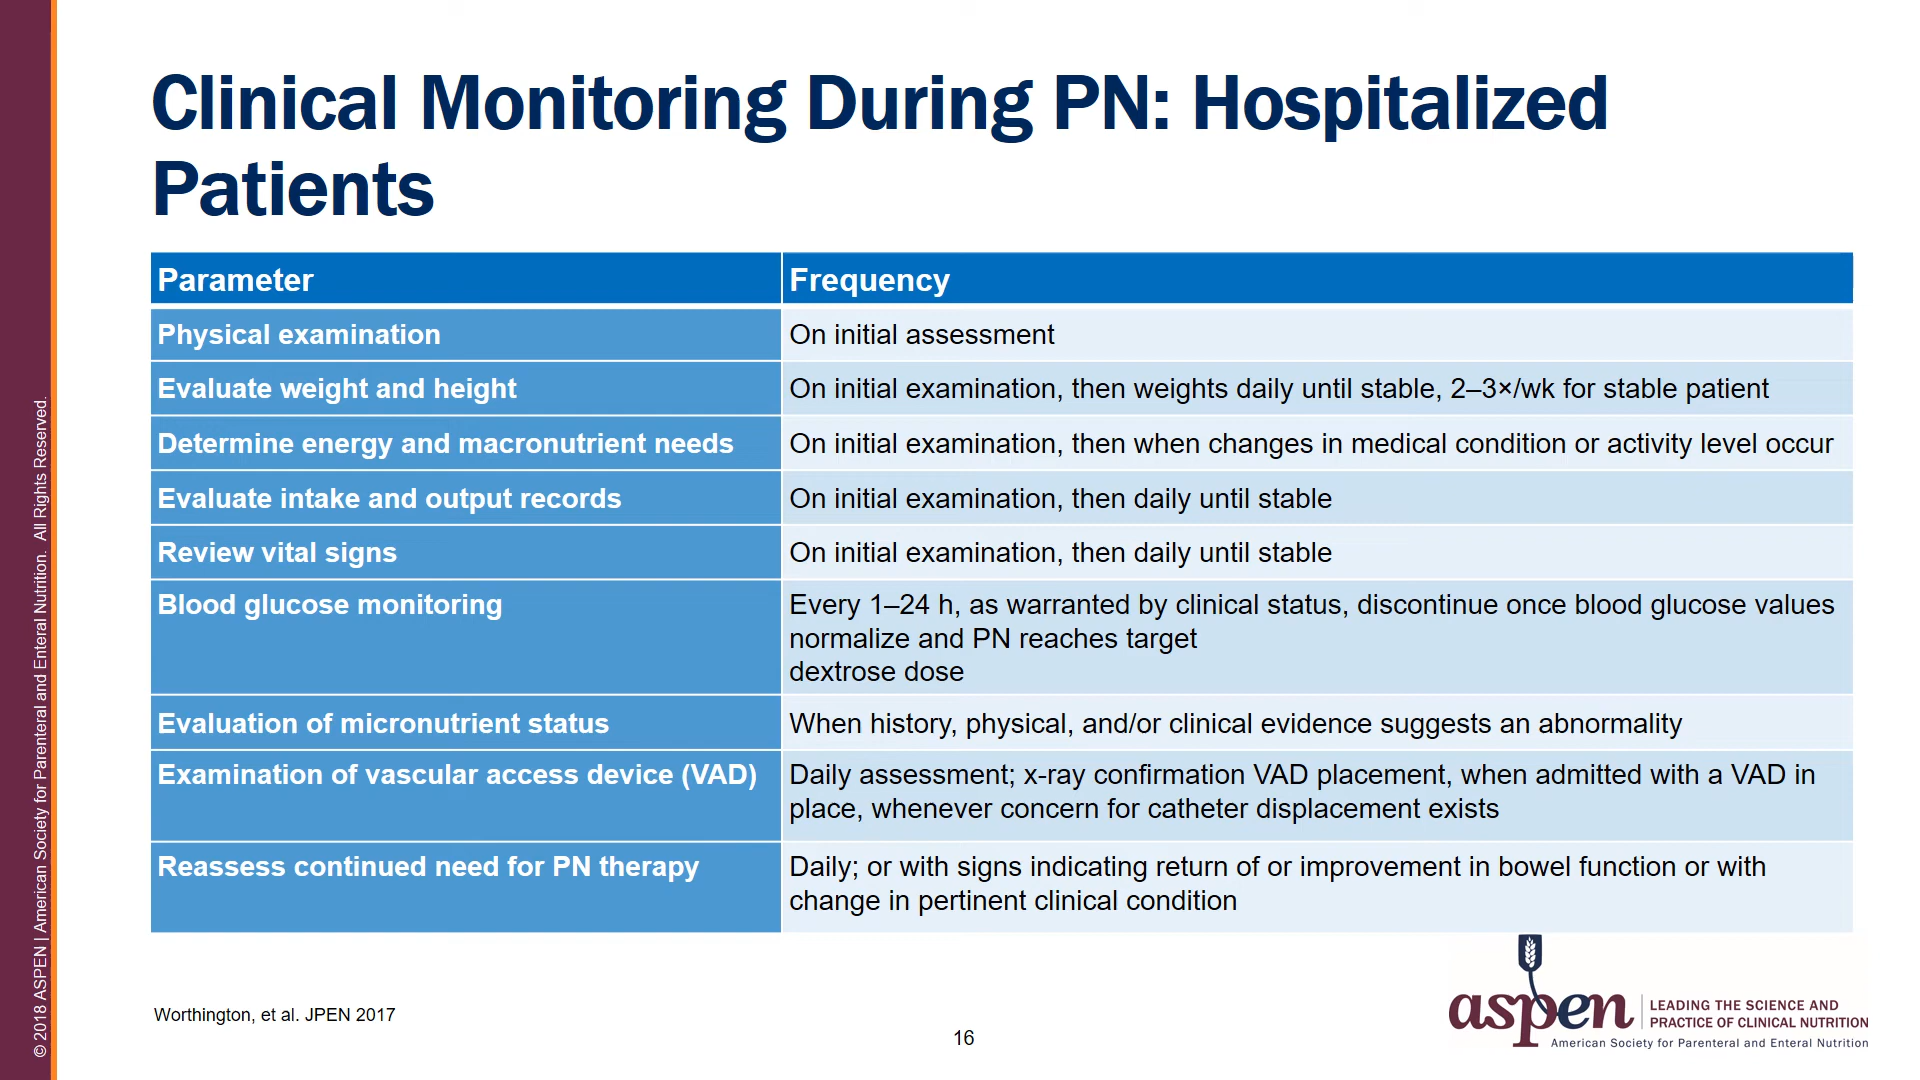 Clinical Monitoring During PN: Hospitalized
Patients
Parameter
Frequency
Physical examination
On initial assessment
Evaluate weight and height
On initial examination, then weights daily until stable, 2–3×/wk for stable patient
Determine energy and macronutrient needs
On initial examination, then when changes in medical condition or activity level occur
Evaluate intake and output records
On initial examination, then daily until stable
Review vital signs
On initial examination, then daily until stable
Blood glucose monitoring
Every 1–24 h, as warranted by clinical status, discontinue once blood glucose values
normalize and PN reaches target
dextrose dose
Evaluation of micronutrient status
When history, physical, and/or clinical evidence suggests an abnormality
Examination of vascular access device (VAD)
Daily assessment; x-ray confirmation VAD placement, when admitted with a VAD in
place, whenever concern for catheter displacement exists
Reassess continued need for PN therapy
Daily; or with signs indicating return of or improvement in bowel function or with
change in pertinent clinical condition
Worthington, et al. JPEN 2017
16
aspen
LEADING THE SCIENCE AND
PRACTICE OF CLINICAL NUTRITION
American Society for Parenteral and Enteral Nutrition
© 2018 ASPEN | American Society for Parenteral and Enteral Nutrition. All Rights Reserved.